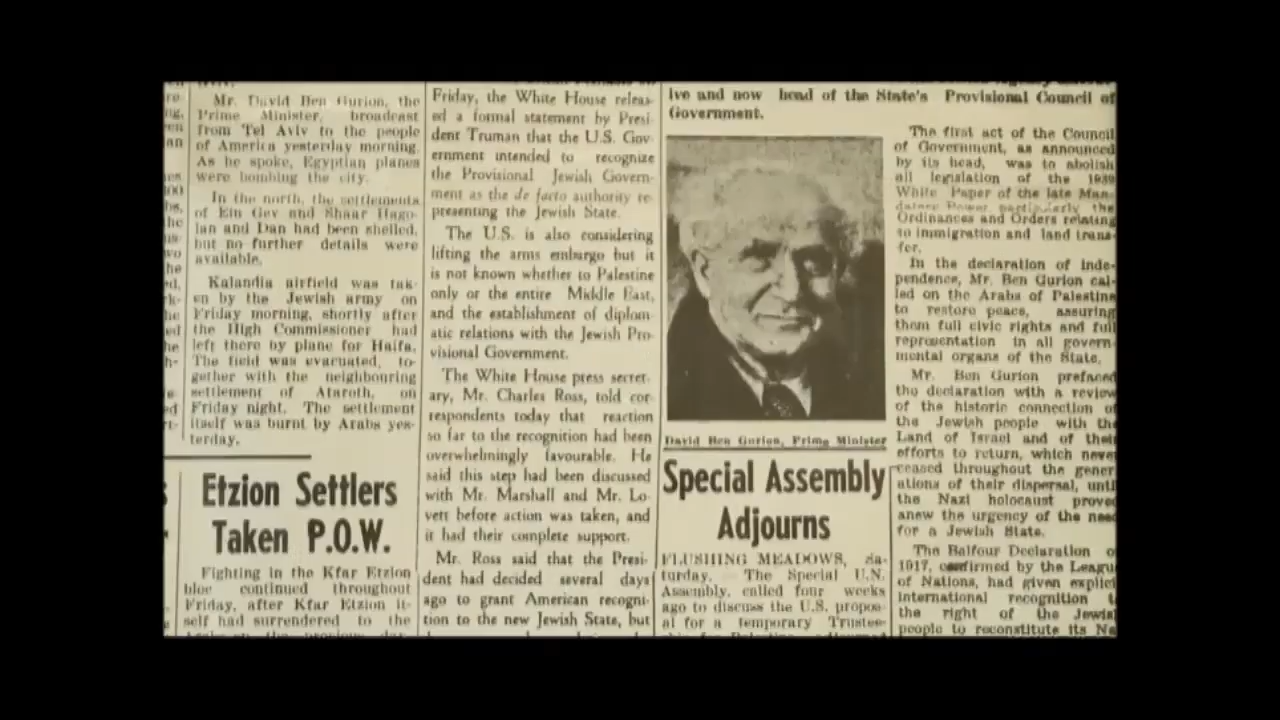 Mr. David Ben Gurion, the
Prime Minister, broadcast
from Tel Aviv to the people
of America yesterday morning.
As he spoke, Egyptian planes
were bombing the city.
In the north, the settlements
of Ein Gev and Shaar Hago-
lan and Dan had been shelled,
but no further details were
available.
Kalandia airfield was tak-
en by the Jewish army on
Friday morning, shortly after
the High Commissioner had
left there by plane for Haifa.
The field was evacuated, to-
gether with the neighbouring
settlement of Ataroth, on
Friday night. The settlement
itself was burnt by Arabs yes-
terday.
Etzion Settlers
Taken P.O.W.
Fighting in the Kfar Etzion
bloc continued throughout
Friday, after Kfar Etzion it-
self had surrendered to the
Friday, the White House releas-
ed a formal statement by Presi-
dent Truman that the U.S. Gov-
ernment intended to recognize
the Provisional Jewish Govern-
ment as the de facto authority re-
presenting the Jewish State.
The U.S. is also considering
lifting the arms embargo but it
is not known whether to Palestine
only or the entire Middle East,
and the establishment of diplom-
atic relations with the Jewish Pro-
visional Government.
The White House press secret-
ary, Mr. Charles Ross, told cor-
respondents today that reaction
so far to the recognition had been
overwhelmingly favourable. He
said this step had been discussed
with Mr. Marshall and Mr. Lo-
vett before action was taken, and
it had their complete support.
Mr. Ross said that the Presi-
dent had decided several days
ago to grant American recogni-
tion to the new Jewish State, but
ive and now head of the State's Provisional Council of
Government.
David Ben Gurion, Prime Minister
Special Assembly
Adjourns
FLUSHING MEADOWS, Sa-
turday. The Special U.N.
Assembly, called four weeks
ago to discuss the U.S. propos-
al for a temporary Trustee-
The first act of the Council
of Government, as announced
by its head, was to abolish
all legislation of the 1939
White Paper of the late Man-
datory Power particularly the
Ordinances and Orders relating
to immigration and land trans-
fer.
In the declaration of inde-
pendence, Mr. Ben Gurion cal-
led on the Arabs of Palestine
to restore peace, assuring
them full civic rights and full
representation in all govern-
mental organs of the State.
Mr. Ben Gurion prefaced
the declaration with a review
of the historic connection of
the Jewish people with the
Land of Israel and of their
efforts to return, which never
ceased throughout the gener-
ations of their dispersal, until
the Nazi holocaust proved
anew the urgency of the need
for a Jewish State.
The Balfour Declaration o
1917, confirmed by the Leagu
of Nations, had given explici
international recognition t
the right of the Jewis
people to reconstitute its Na